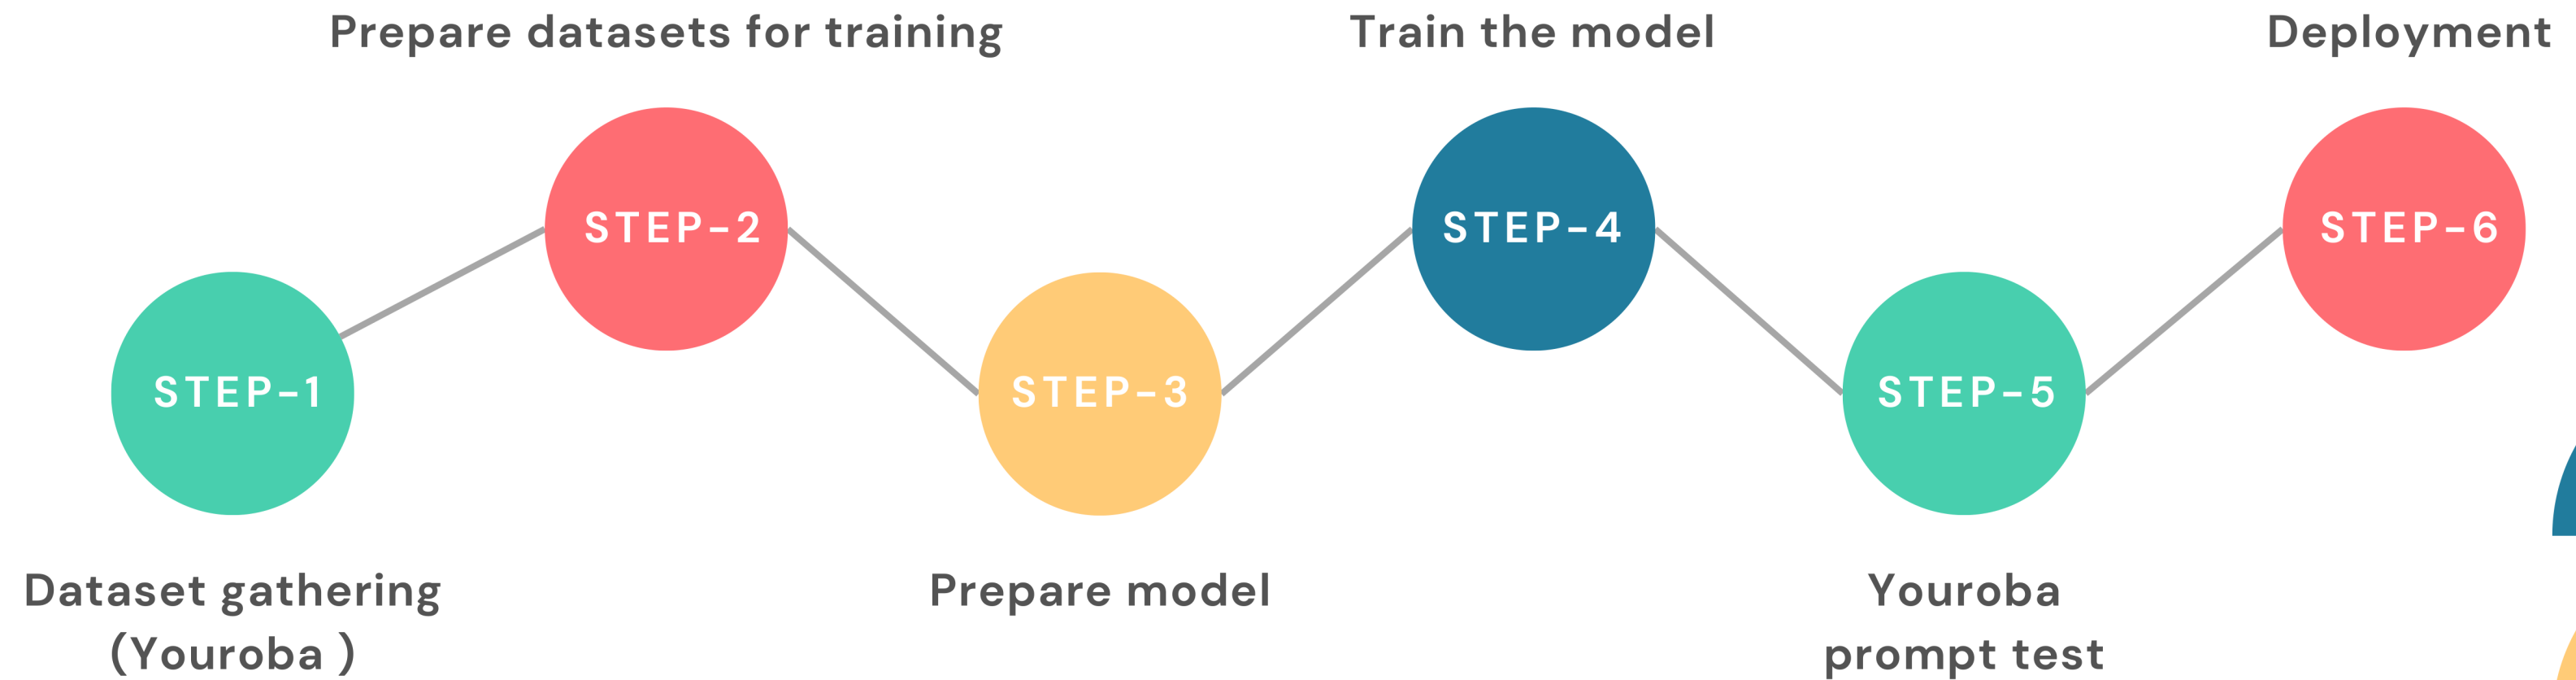 Prepare datasets for training
Train the model
Deployment
STEP-1
STEP-2
STEP-3
STEP-4
STEP-5
STEP-6
Dataset gathering
(Youroba )
Prepare model
Youroba
prompt test